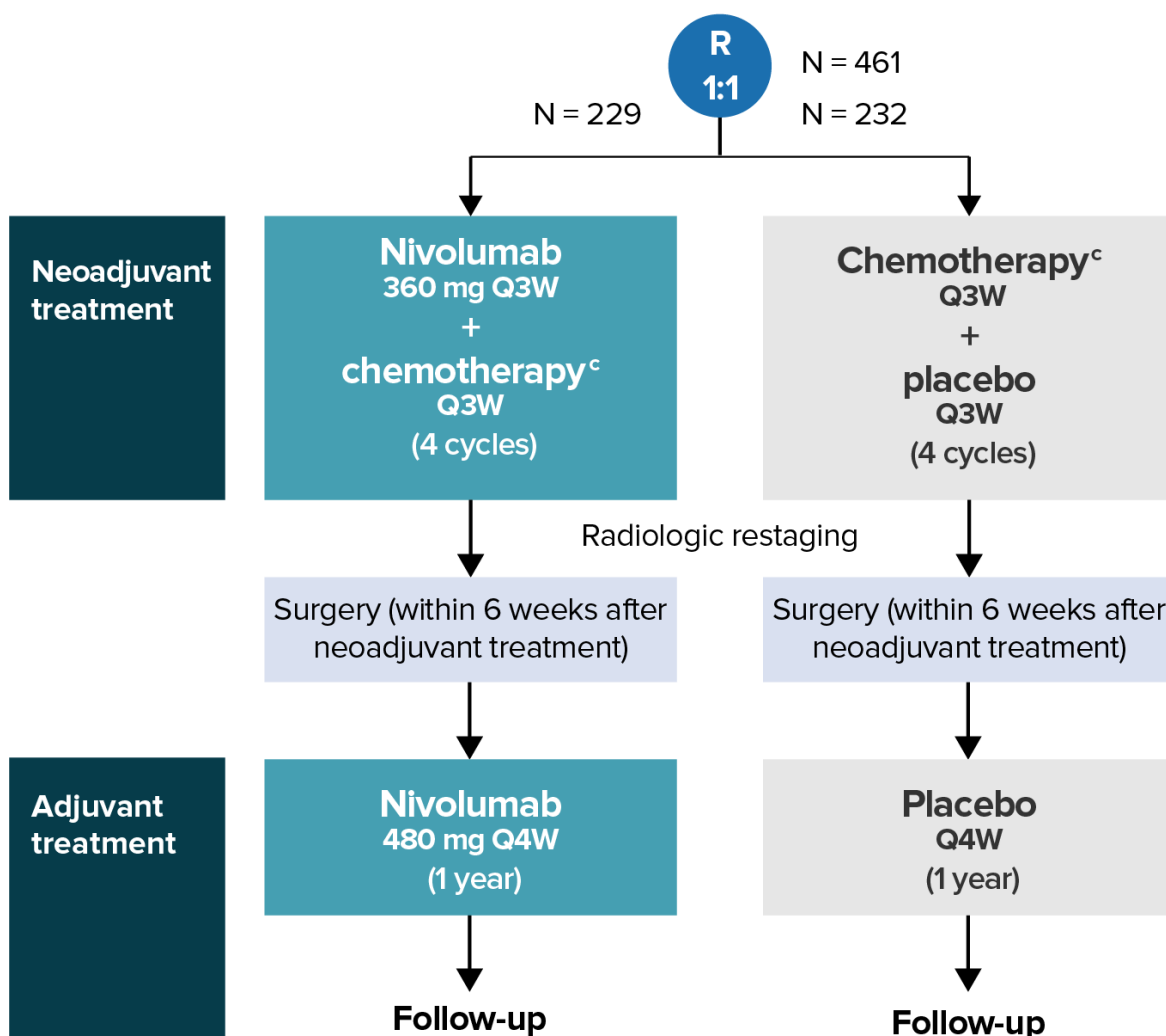 R
1:1
N = 461
N = 229
N = 232
Neoadjuvant
treatment
Nivolumab
360 mg Q3W
+
chemotherapyᶜ
Q3W
(4 cycles)
Chemotherapyᶜ
Q3W
+
placebo
Q3W
(4 cycles)
Radiologic restaging
Surgery (within 6 weeks after
neoadjuvant treatment)
Surgery (within 6 weeks after
neoadjuvant treatment)
Adjuvant
treatment
Nivolumab
480 mg Q4W
(1 year)
Placebo
Q4W
(1 year)
Follow-up
Follow-up